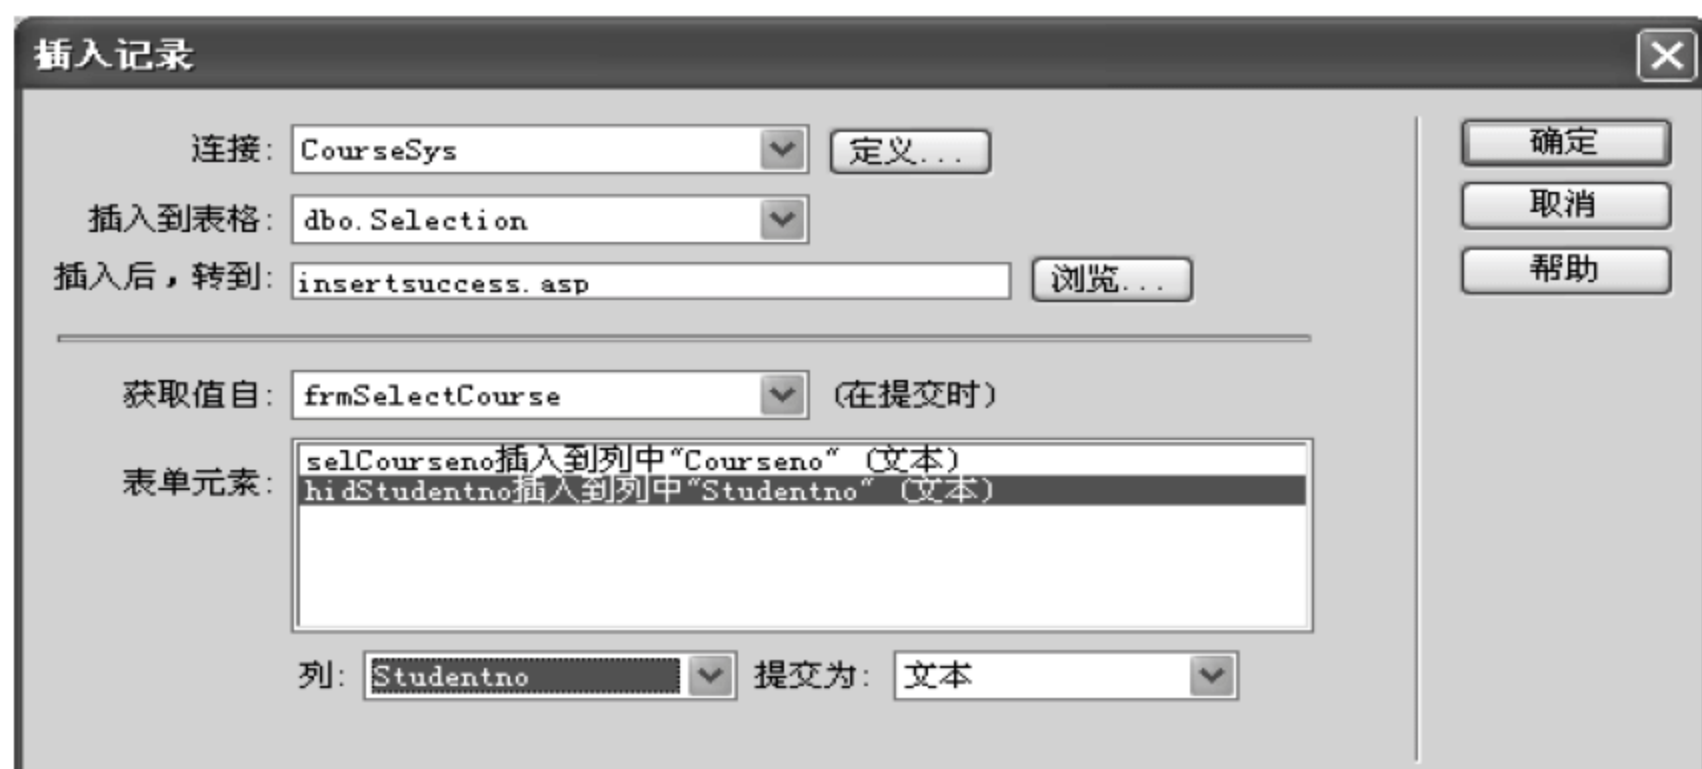 插入记录
连接: CourseSys 定义... 确定
插入到表格: dbo.Selection 取消
插入后，转到: insertsuccess.asp 浏览... 帮助
获取值自: frmSelectCourse (在提交时)
表单元素: selCourseno插入到列中"Courseno" (文本)
hidStudentno插入到列中"Studentno" (文本)
列: Studentno 提交为: 文本